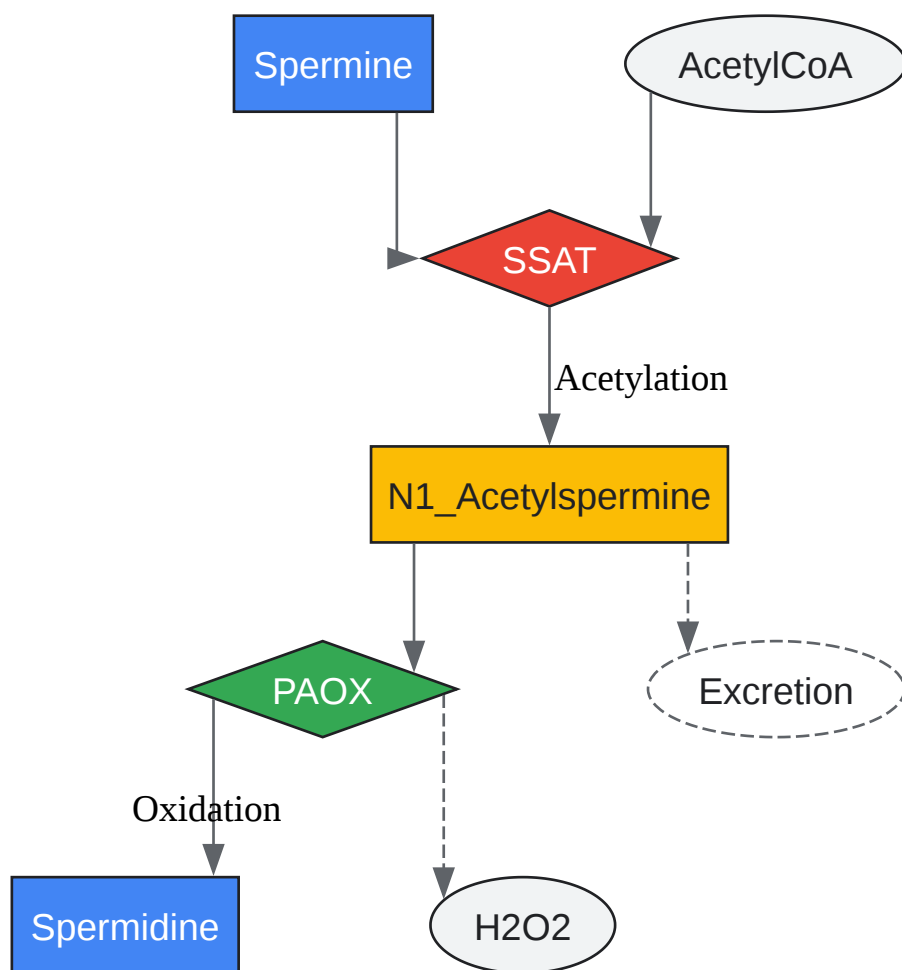 Spermine
AcetylCoA
SSAT
Acetylation
N1_Acetylspermine
PAOX
Excretion
Oxidation
Spermidine
H2O2